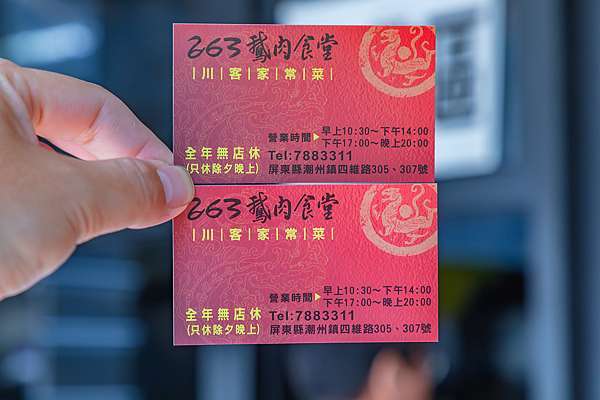 263鵝肉食堂
|川|客|家|常|菜|
營業時間▶早上10:30~下午14:00
下午17:00~晚上20:00
全年無店休
(只休除夕晚上)
Tel:7883311
屏東縣潮州鎮四維路305、307號
263鵝肉食堂
|川|客|家|常|菜|
營業時間▶早上10:30~下午14:00
下午17:00~晚上20:00
全年無店休
(只休除夕晚上)
Tel:7883311
屏東縣潮州鎮四維路305、307號